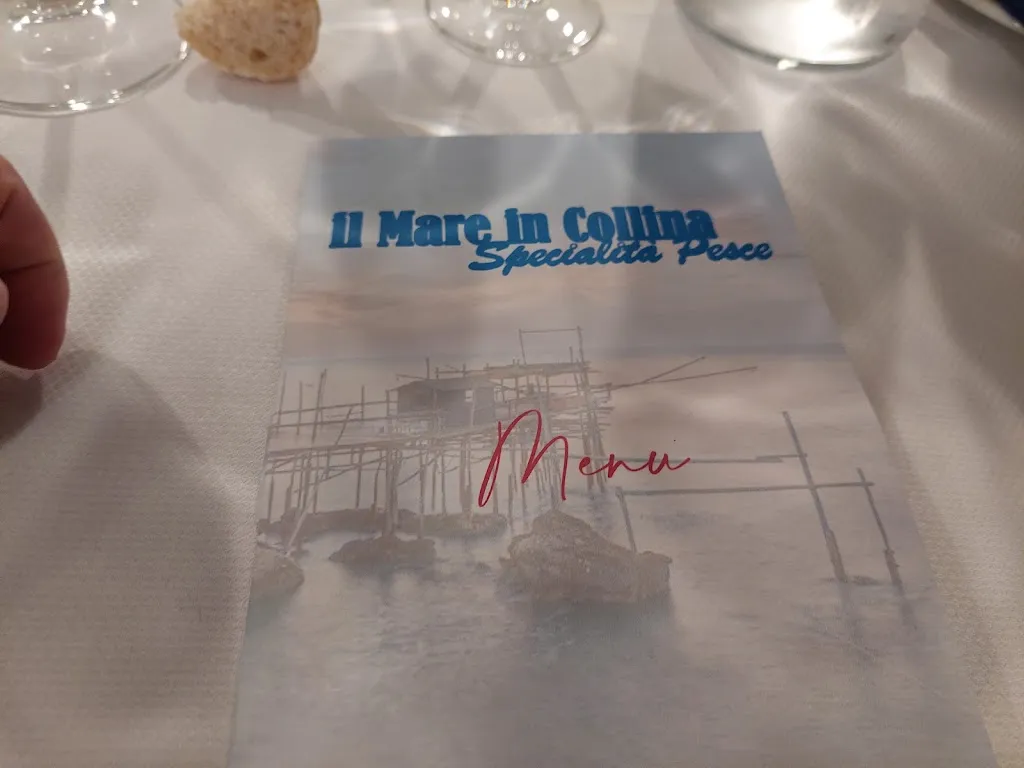 il Mare in Collina
Specialità Pesce
Menu